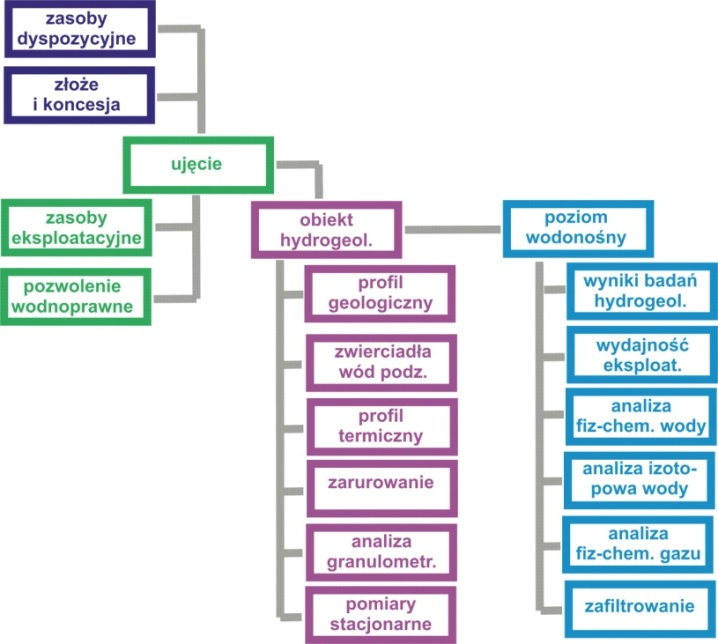 zasoby
dyspozycyjne
złoże
i koncesja
ujęcie
zasoby
eksploatacyjne
pozwolenie
wodnoprawne
obiekt
hydrogeol.
profil
geologiczny
zwierciadła
wód podz.
profil
termiczny
zarurowanie
analiza
granulometr.
pomiary
stacjonarne
poziom
wodonośny
wyniki badań
hydrogeol.
wydajność
eksploat.
analiza
fiz-chem. wody
analiza izoto-
powa wody
analiza
fiz-chem. gazu
zafiltrowanie